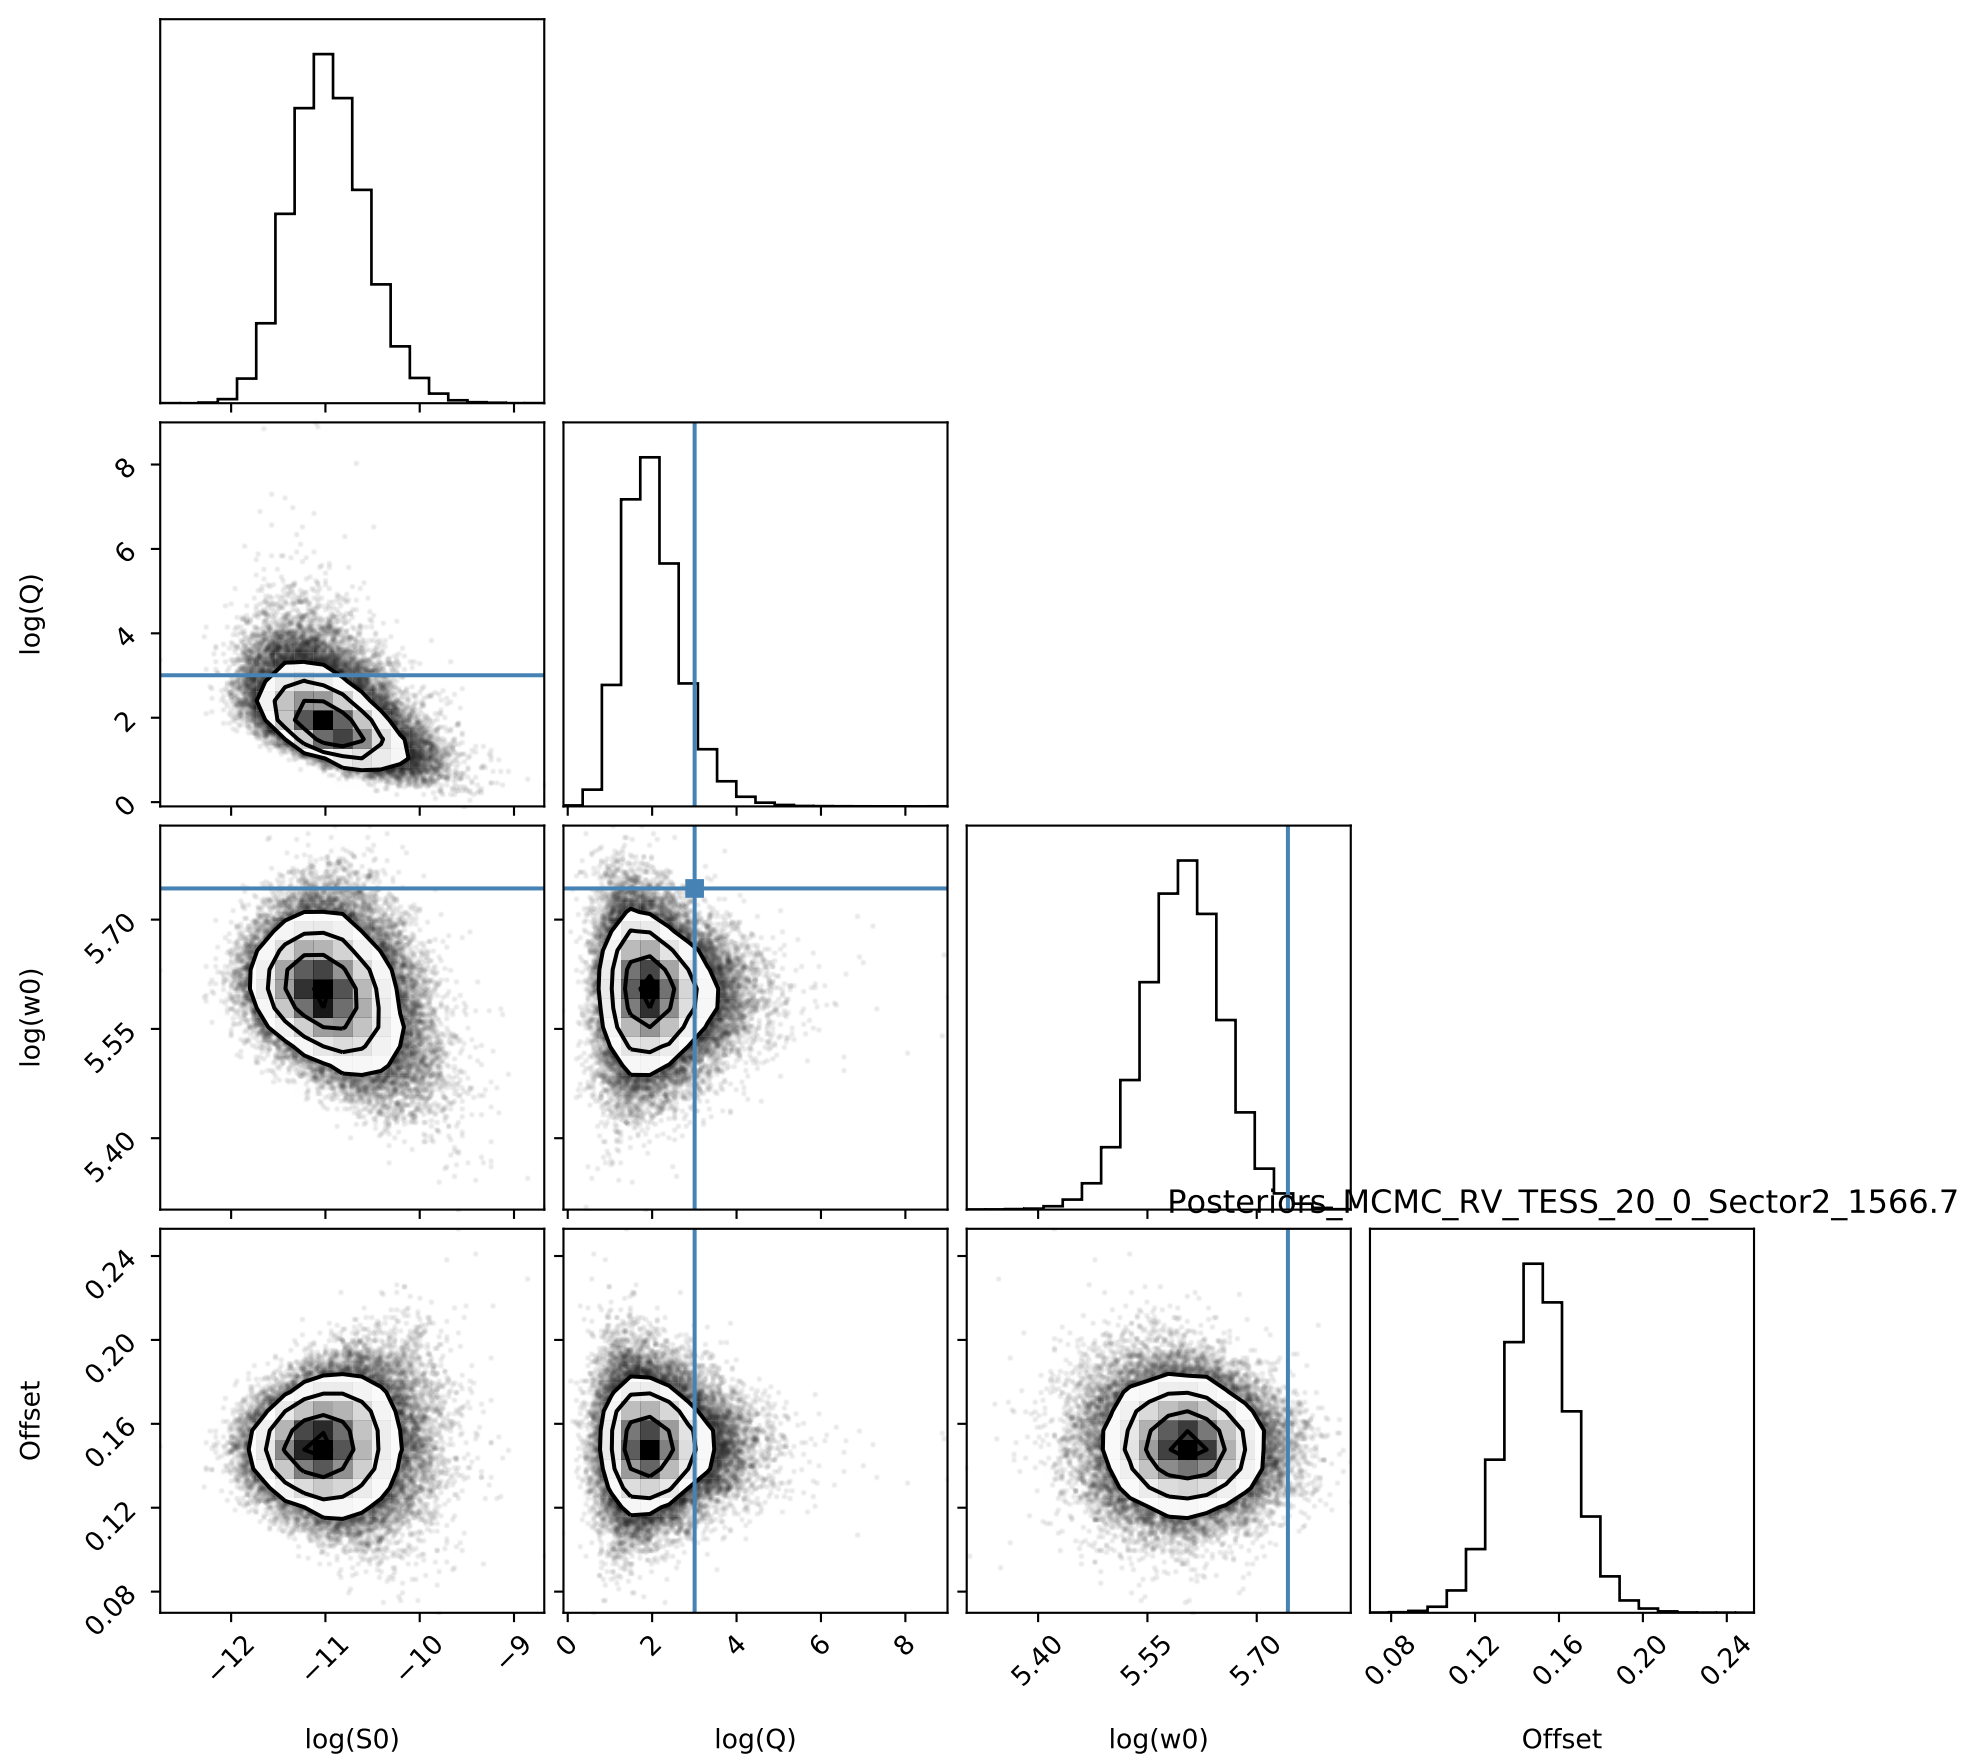 8
6
4
2
0
log(Q)
5.70
5.55
5.40
log(w0)
Posteriors_MCMC_RV_TESS_20_0_Sector2_1566.7
0.24
0.20
0.16
0.12
0.08
Offset
−12 −11 −10 −9 0 2 4 6 8 5.40 5.55 5.70 0.08 0.12 0.16 0.20 0.24
log(S0) log(Q) log(w0) Offset